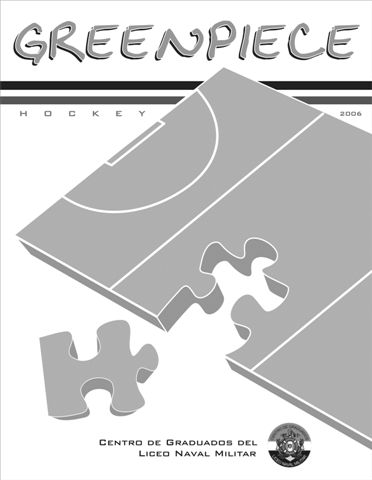 GREENPIECE
HOCKEY 2006
CENTRO DE GRADUADOS DEL
LICEO NAVAL MILITAR